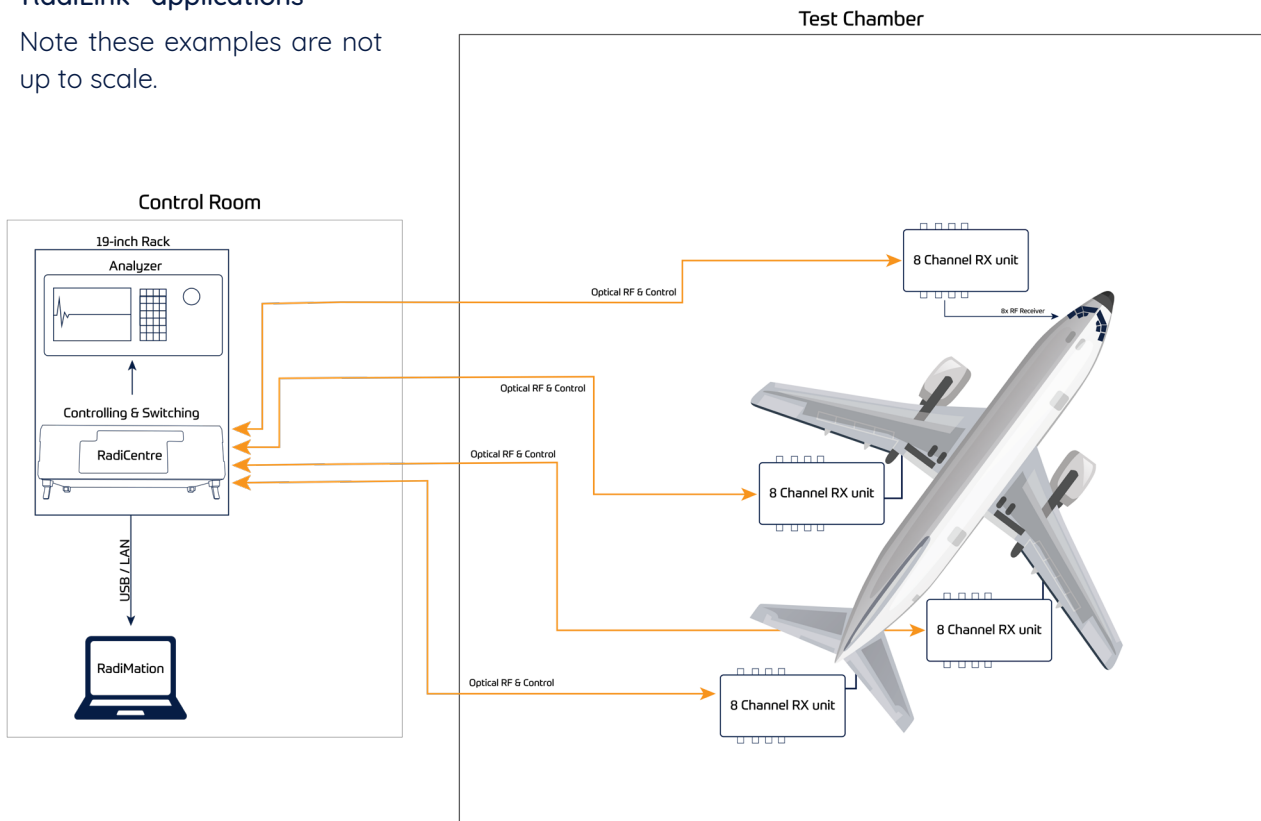 RadiLink applications
Note these examples are not
up to scale.
Test Chamber
Control Room
19-inch Rack
Analyzer
Controlling & Switching
RadiCentre
USB / LAN
RadiMation
Optical RF & Control
8 Channel RX unit
8x RF Receiver
Optical RF & Control
8 Channel RX unit
Optical RF & Control
8 Channel RX unit
Optical RF & Control
8 Channel RX unit